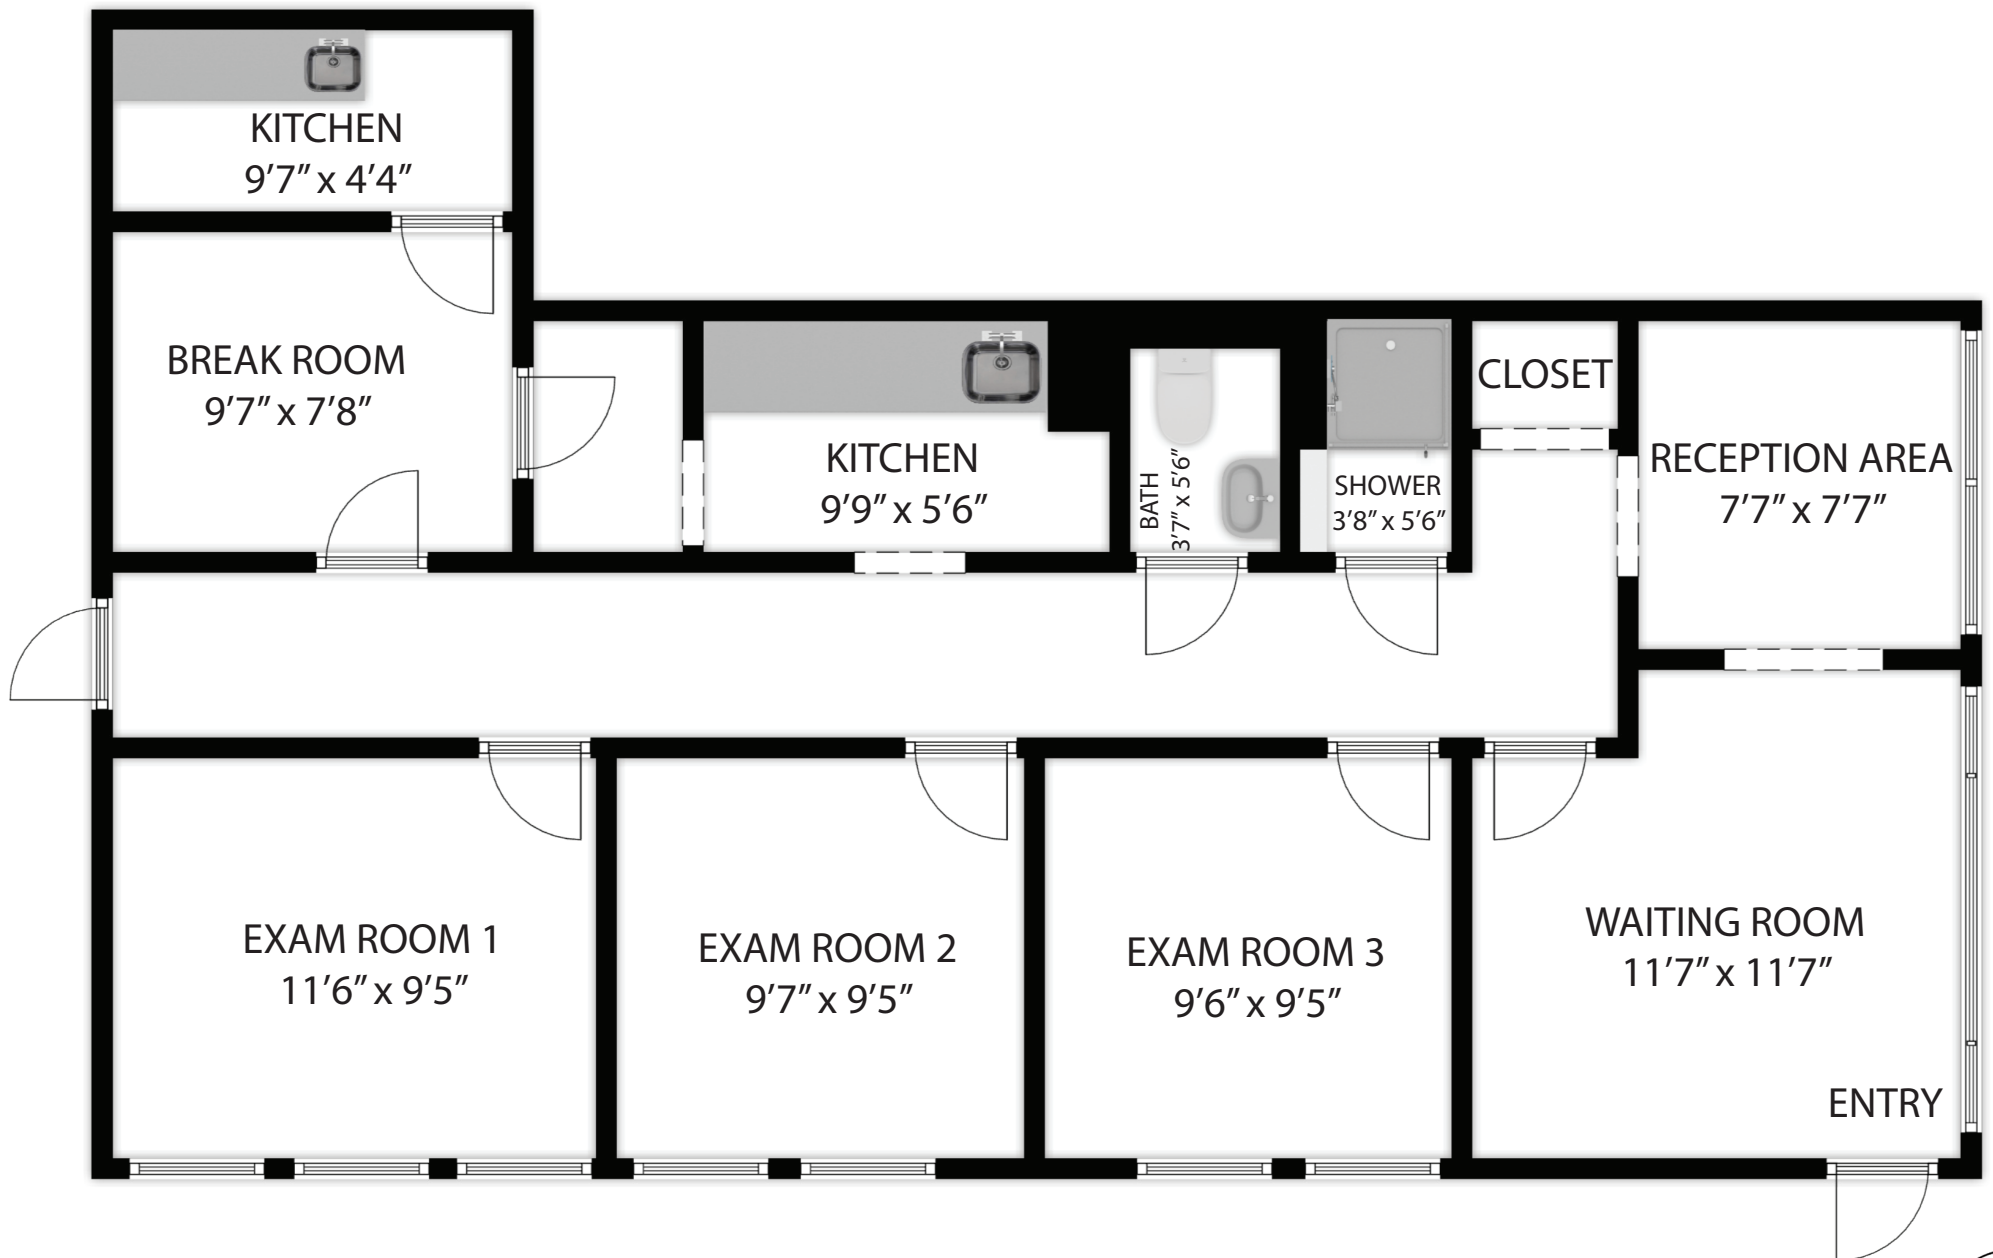 KITCHEN
9’7” x 4’4”
BREAK ROOM
9’7” x 7’8”
KITCHEN
9’9” x 5’6”
BATH
3’7” x 5’6”
SHOWER
3’8” x 5’6”
CLOSET
RECEPTION AREA
7’7” x 7’7”
EXAM ROOM 1
11’6” x 9’5”
EXAM ROOM 2
9’7” x 9’5”
EXAM ROOM 3
9’6” x 9’5”
WAITING ROOM
11’7” x 11’7”
ENTRY